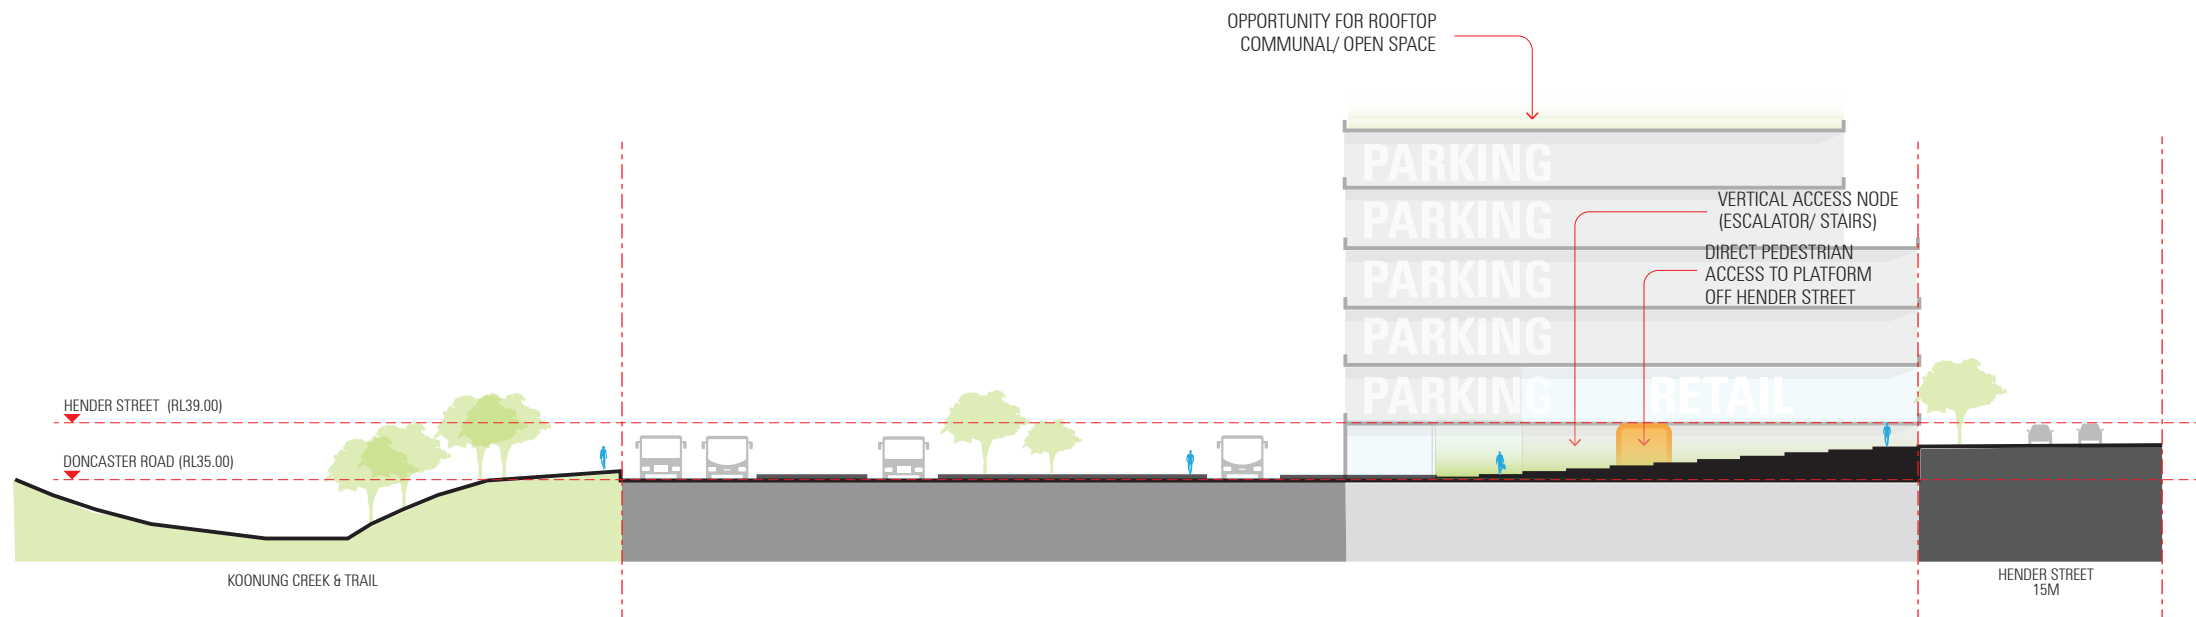 OPPORTUNITY FOR ROOFTOP
COMMUNAL/ OPEN SPACE
PARKING
PARKING
VERTICAL ACCESS NODE
(ESCALATOR/ STAIRS)
PARKING
DIRECT PEDESTRIAN
ACCESS TO PLATFORM
OFF HENDER STREET
PARKING
PARKING
RETAIL
HENDER STREET (RL39.00)
DONCASTER ROAD (RL35.00)
KOONUNG CREEK & TRAIL
HENDER STREET
15M